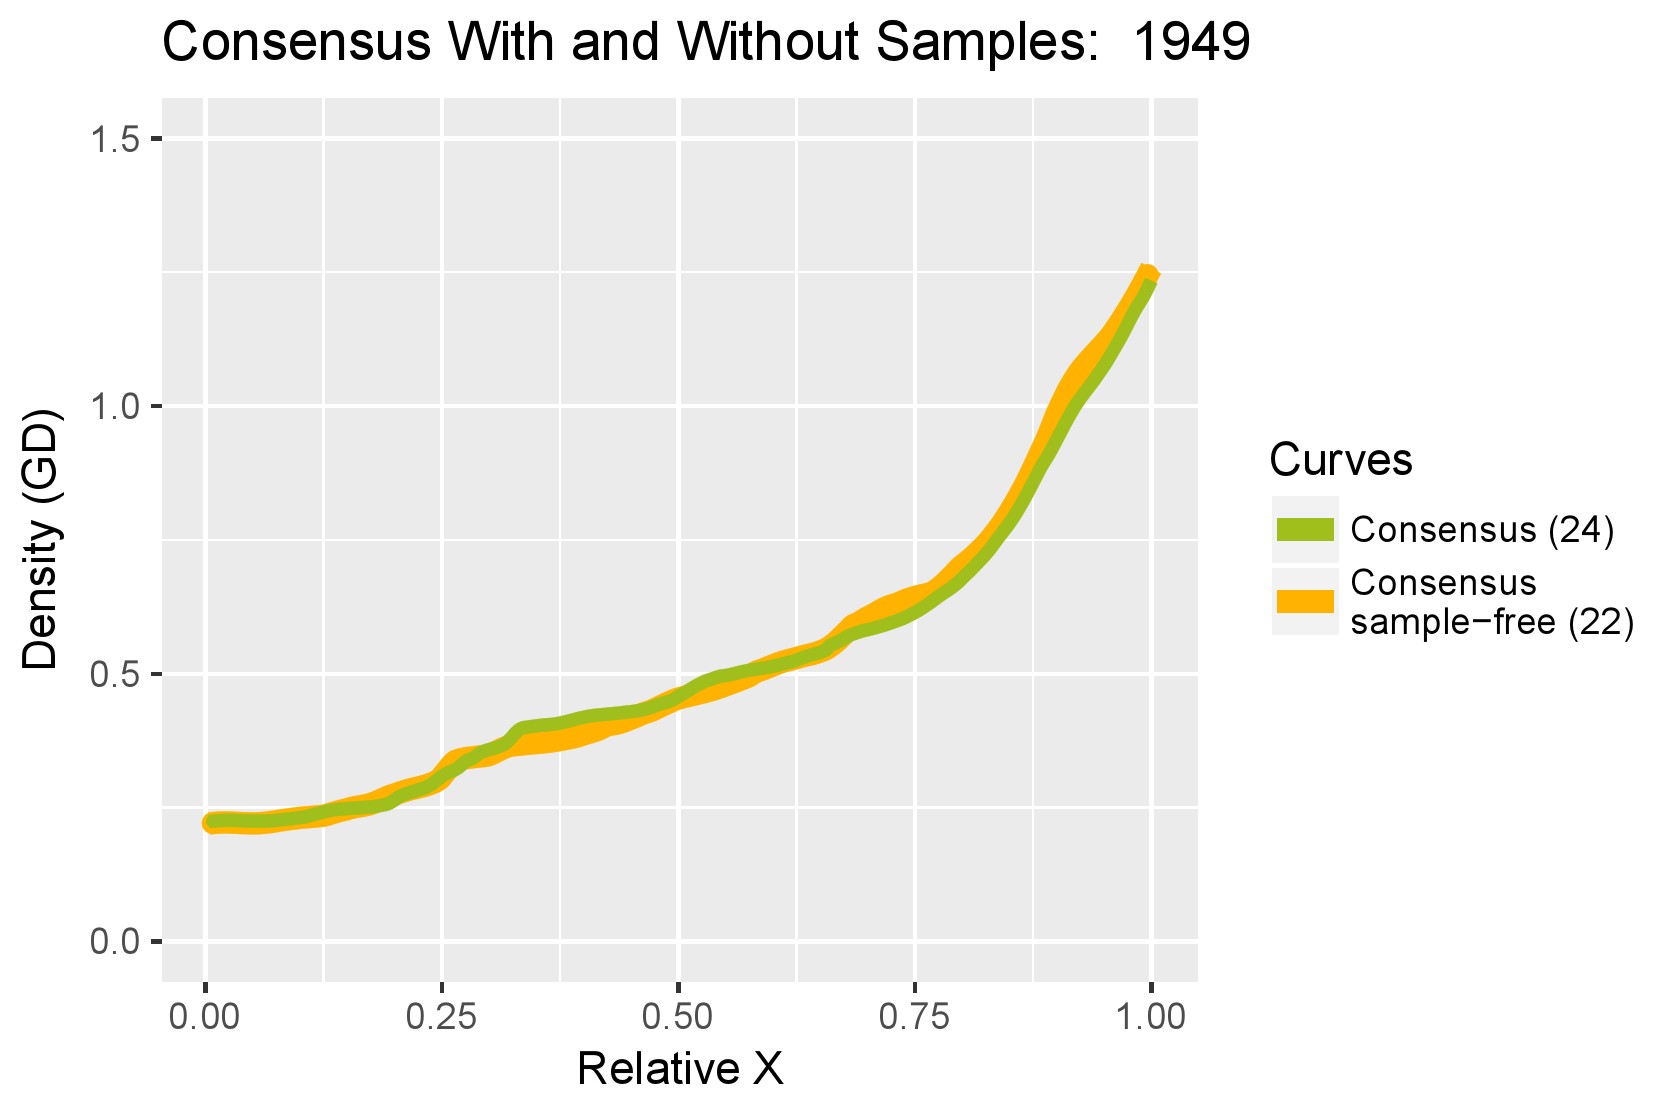 Consensus With and Without Samples:  1949
1.5
1.0
0.5
0.0
Density (GD)
0.00 0.25 0.50 0.75 1.00
Relative X
Curves
Consensus (24)
Consensus
sample−free (22)